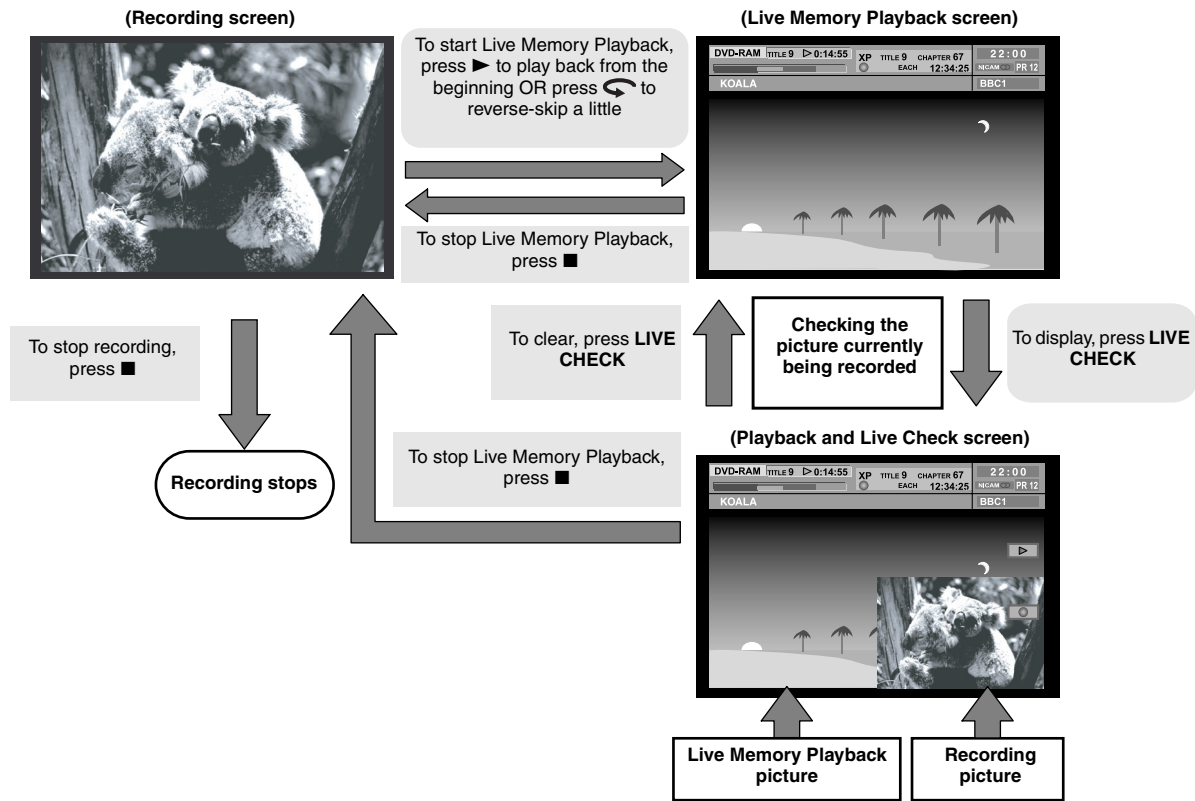 (Recording screen)
To start Live Memory Playback,
press ► to play back from the
beginning OR press ↩ to
reverse-skip a little
(Live Memory Playback screen)
DVD-RAM TITLE 9 ▷ 0:14:55
XP TITLE 9 CHAPTER 67
EACH 12:34:25
22:00
NICAM PR 12
KOALA
BBC1
To stop Live Memory Playback,
press ■
To stop recording,
press ■
Recording stops
To clear, press LIVE
CHECK
Checking the
picture currently
being recorded
To display, press LIVE
CHECK
To stop Live Memory Playback,
press ■
(Playback and Live Check screen)
DVD-RAM TITLE 9 ▷ 0:14:55
XP TITLE 9 CHAPTER 67
EACH 12:34:25
22:00
NICAM PR 12
KOALA
BBC1
Live Memory Playback
picture
Recording
picture